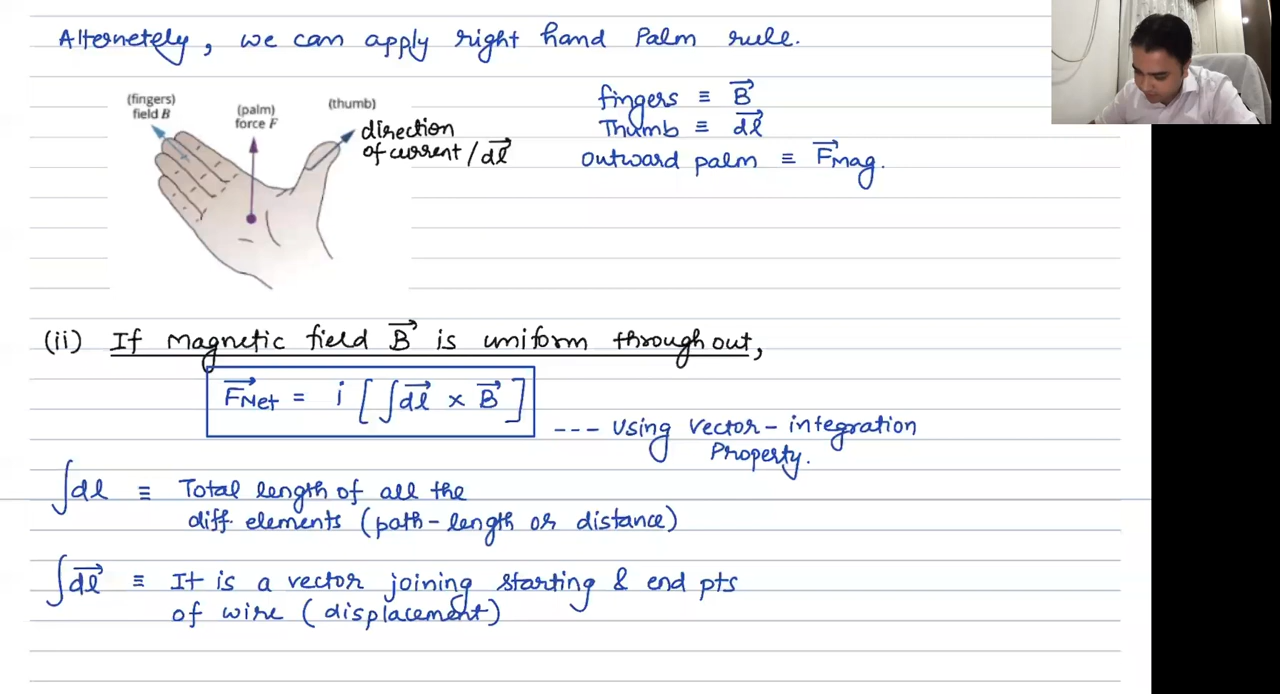 Alternetely, we can apply right hand Palm rule.
(fingers)
field B
(palm)
force F
(thumb)
direction
of current / d͞l⃗
fingers ≡ B⃗
Thumb ≡ dl⃗
outward palm ≡ F⃗mag.
(ii) If magnetic field B⃗ is uniform throughout,
F⃗Net = i [ ∫dl⃗ × B⃗ ]
--- Using vector-integration
Property.
∫dl ≡ Total length of all the
diff. elements (path-length or distance)
∫dl⃗ ≡ It is a vector joining starting & end pts
of wire (displacement)